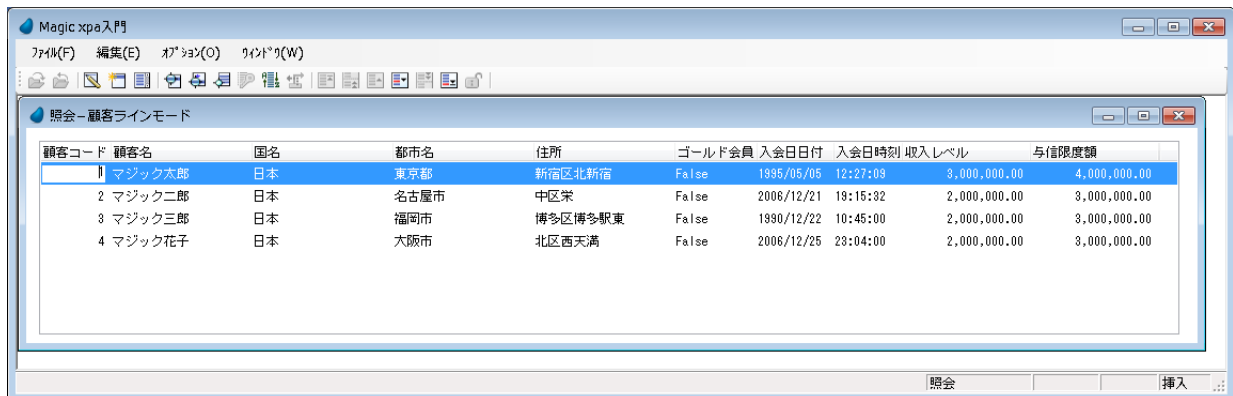 Magic xpa入門
ﾌｧｲﾙ(F) 編集(E) ｵﾌﾟｼｮﾝ(O) ｳｨﾝﾄﾞｳ(W)
照会－顧客ラインモード
顧客コード 顧客名 国名 都市名 住所 ゴールド会員 入会日日付 入会日時刻 収入レベル 与信限度額
1 マジック太郎 日本 東京都 新宿区北新宿 False 1995/05/05 12:27:09 3,000,000.00 4,000,000.00
2 マジック二郎 日本 名古屋市 中区栄 False 2006/12/21 19:15:32 2,000,000.00 3,000,000.00
3 マジック三郎 日本 福岡市 博多区博多駅東 False 1990/12/22 10:45:00 2,000,000.00 3,000,000.00
4 マジック花子 日本 大阪市 北区西天満 False 2006/12/25 23:04:00 2,000,000.00 3,000,000.00
照会 挿入